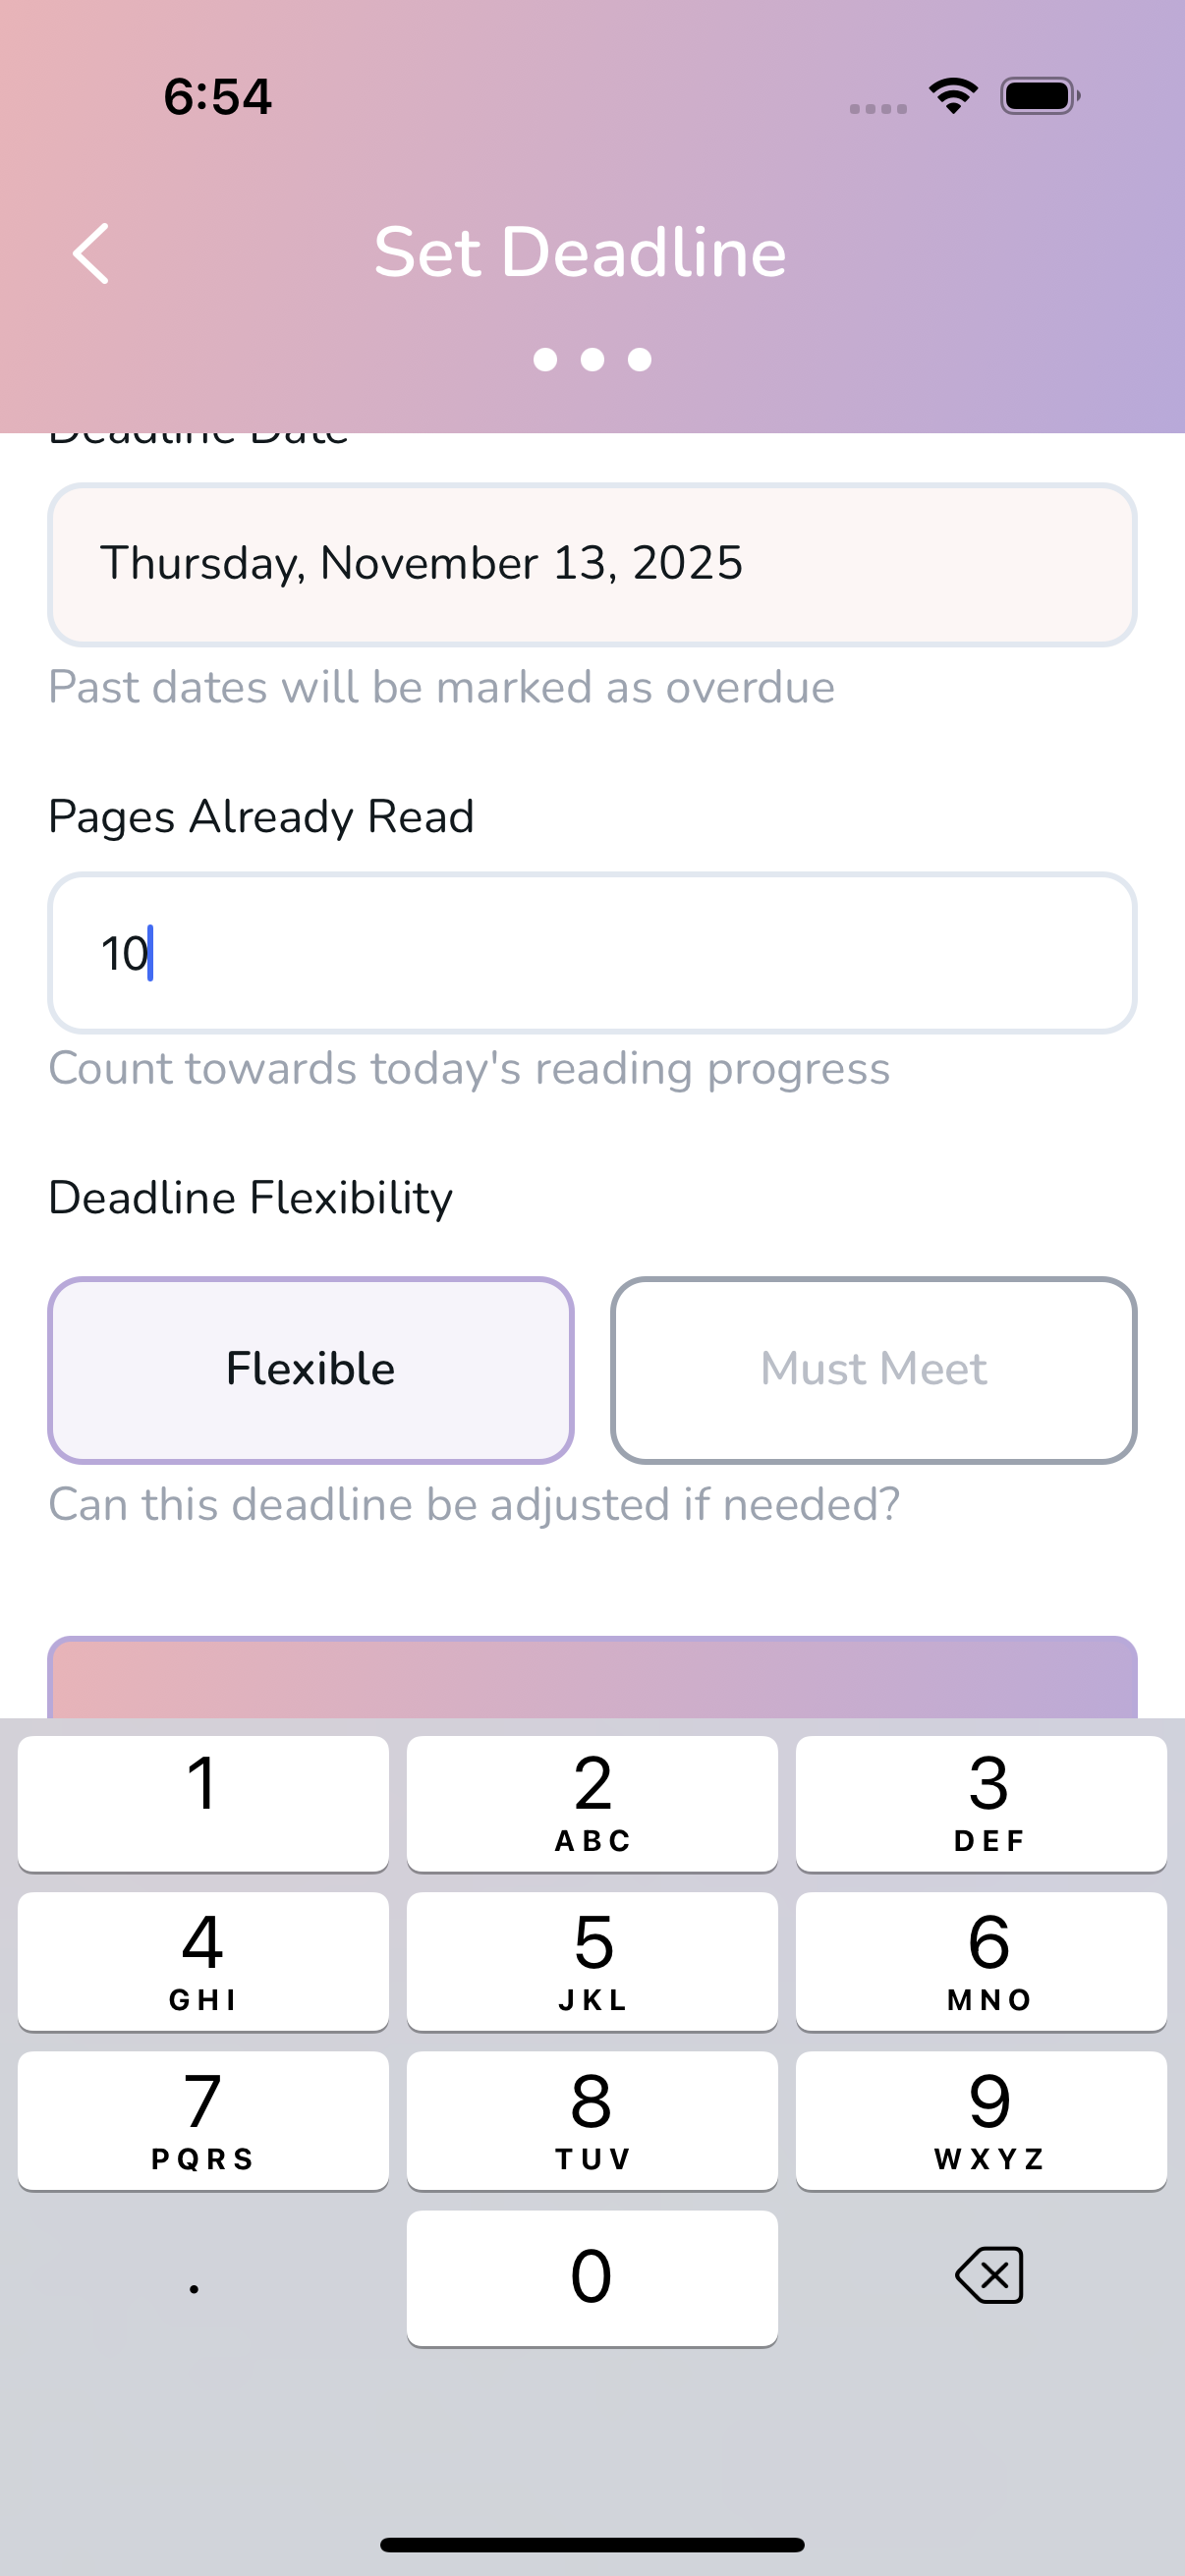 6:54
Set Deadline
Deadline Date
Thursday, November 13, 2025
Past dates will be marked as overdue
Pages Already Read
10
Count towards today's reading progress
Deadline Flexibility
Flexible
Must Meet
Can this deadline be adjusted if needed?
1
2
ABC
3
DEF
4
GHI
5
JKL
6
MNO
7
PQRS
8
TUV
9
WXYZ
.
0